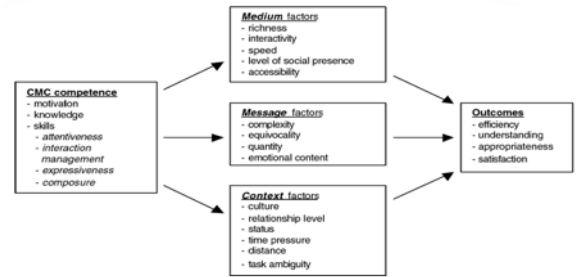 CMC competence
- motivation
- knowledge
- skills
- attentiveness
- interaction
management
- expressiveness
- composure
Medium factors
- richness
- interactivity
- speed
- level of social presence
- accessibility
Message factors
- complexity
- equivocality
- quantity
- emotional content
Context factors
- culture
- relationship level
- status
- time pressure
- distance
- task ambiguity
Outcomes
- efficiency
- understanding
- appropriateness
- satisfaction